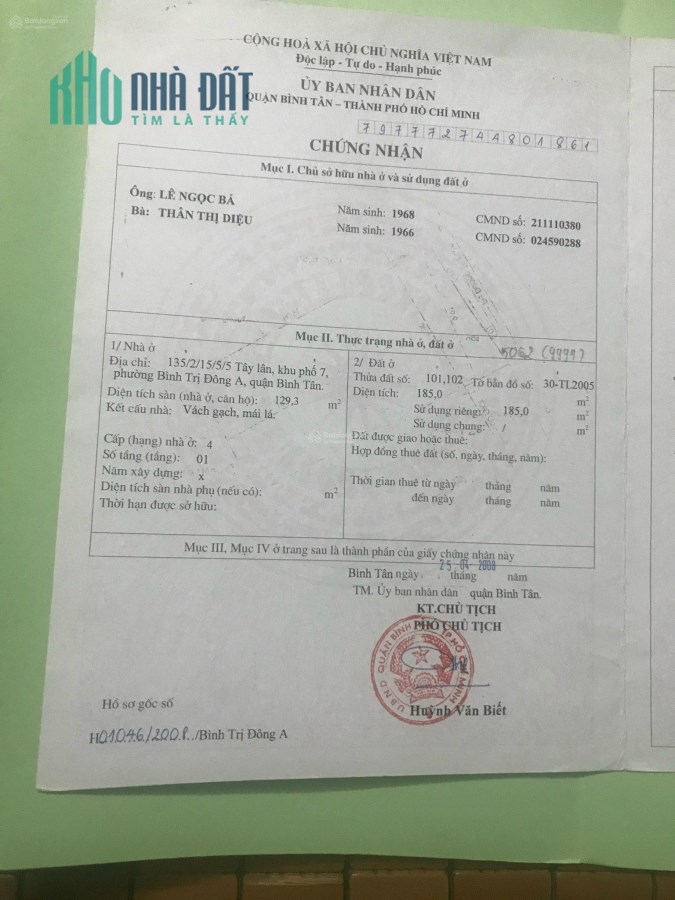 CỘNG HOÀ XÃ HỘI CHỦ NGHĨA VIỆT NAM
Độc lập - Tự do - Hạnh phúc
ỦY BAN NHÂN DÂN
QUẬN BÌNH TÂN – THÀNH PHỐ HỒ CHÍ MINH
KHO NHÀ ĐẤT
TÌM LÀ THẤY
797772744801861
CHỨNG NHẬN
Mục I. Chủ sở hữu nhà ở và sử dụng đất ở
Ông: LÊ NGỌC BÁ Năm sinh: 1968 CMND số: 211110380
Bà: THÂN THỊ DIỆU Năm sinh: 1966 CMND số: 024590288
Mục II. Thực trạng nhà ở, đất ở
1/ Nhà ở
Địa chỉ: 135/2/15/5/5 Tây lân, khu phố 7,
phường Bình Trị Đông A, quận Bình Tân.
Diện tích sàn (nhà ở, căn hộ): 129,3 m²
Kết cấu nhà: Vách gạch, mái lá.
Cấp (hạng) nhà ở: 4
Số tầng (tầng): 01
Năm xây dựng: x
Diện tích sàn nhà phụ (nếu có): m²
Thời hạn được sở hữu:
2/ Đất ở
Thửa đất số: 101,102 Tờ bản đồ số: 30-TL2005
Diện tích: 185,0 m²
Sử dụng riêng: 185,0 m²
Sử dụng chung: / m²
Đất được giao hoặc thuê:
Hợp đồng thuê đất (số, ngày, tháng, năm):
Thời gian thuê từ ngày tháng năm
đến ngày tháng năm
Mục III, Mục IV ở trang sau là thành phần của giấy chứng nhận này
25 -04- 2008
Bình Tân ngày tháng năm
TM. Ủy ban nhân dân quận Bình Tân.
KT.CHỦ TỊCH
PHÓ CHỦ TỊCH
Huỳnh Văn Biết
Hồ sơ gốc số
/Bình Trị Đông A